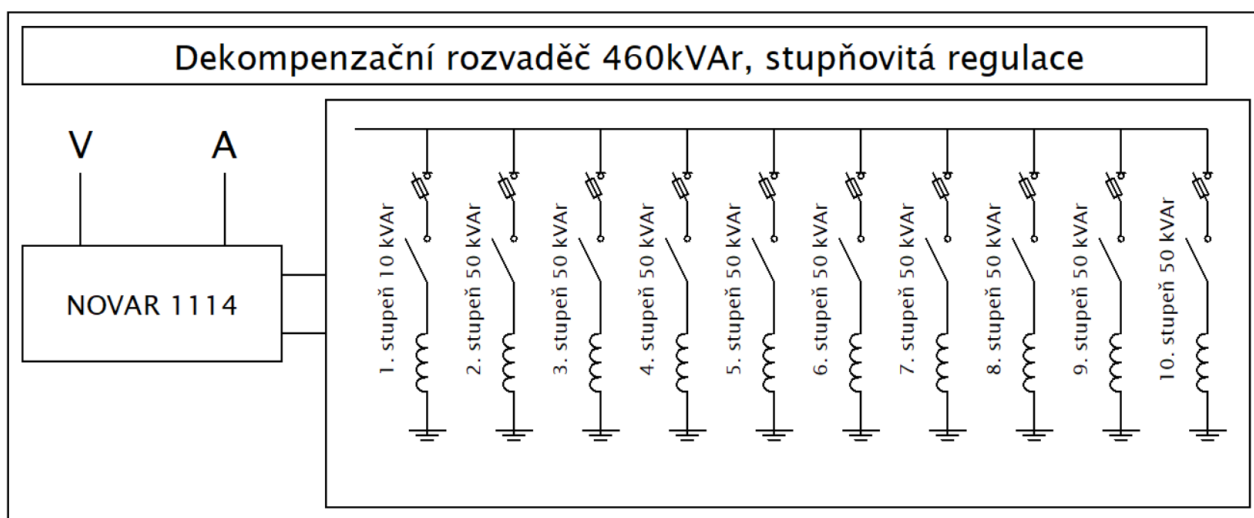 Dekompenzační rozvaděč 460kVAr, stupňovitá regulace
V
A
NOVAR 1114
1. stupeň 10 kVAr
2. stupeň 50 kVAr
3. stupeň 50 kVAr
4. stupeň 50 kVAr
5. stupeň 50 kVAr
6. stupeň 50 kVAr
7. stupeň 50 kVAr
8. stupeň 50 kVAr
9. stupeň 50 kVAr
10. stupeň 50 kVAr